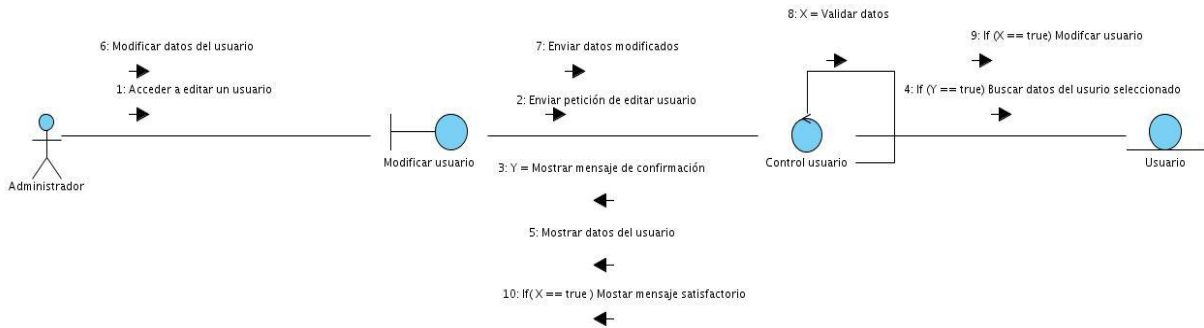 8: X = Validar datos
9: If (X == true) Modifcar usuario
6: Modificar datos del usuario
7: Enviar datos modificados
1: Acceder a editar un usuario
2: Enviar petición de editar usuario
4: If (Y == true) Buscar datos del usurio seleccionado
Administrador
Modificar usuario
Control usuario
Usuario
3: Y = Mostrar mensaje de confirmación
5: Mostrar datos del usuario
10: If( X == true ) Mostar mensaje satisfactorio